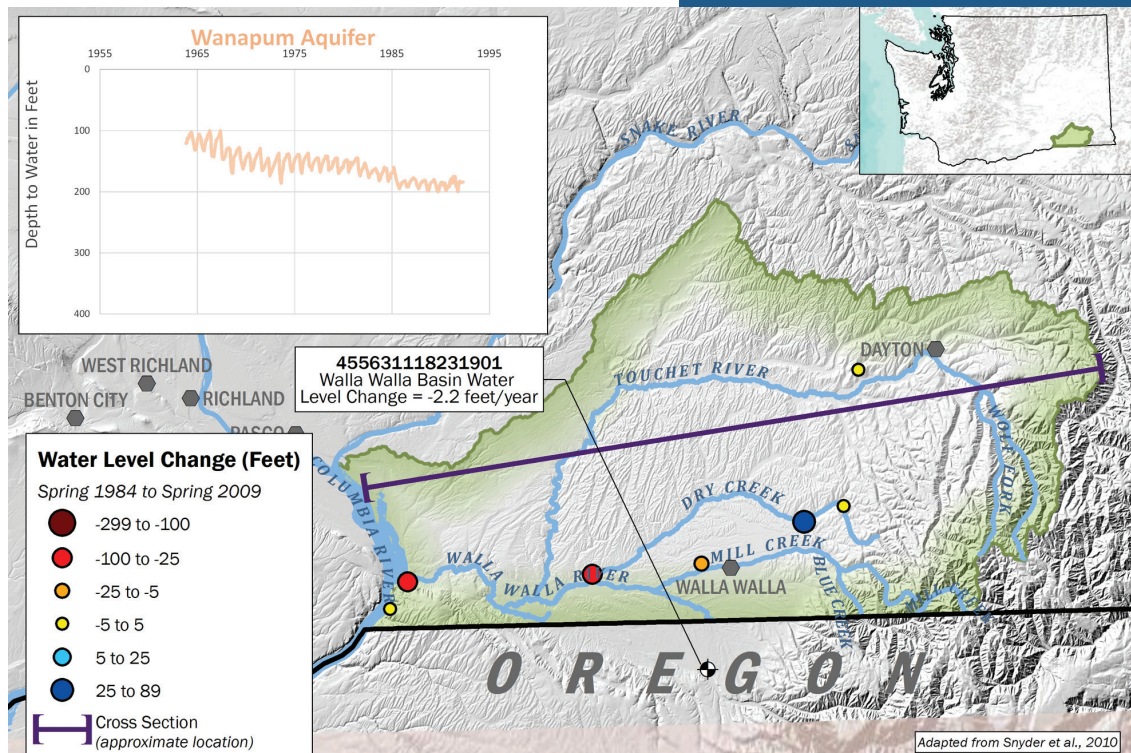 Wanapum Aquifer
1955
1965
1975
1985
1995
Depth to Water in Feet
0
100
200
300
400
SNAKE RIVER
455631118231901
Walla Walla Basin Water
Level Change = -2.2 feet/year
WEST RICHLAND
BENTON CITY
RICHLAND
PASCO
DAYTON
TOUCHET RIVER
WOLF FORK
COLUMBIA RIVER
DRY CREEK
MILL CREEK
WALLA
WALLA RIVER
WALLA WALLA
BLUE CREEK
MILL CREEK
OREGON
Water Level Change (Feet)
Spring 1984 to Spring 2009
-299 to -100
-100 to -25
-25 to -5
-5 to 5
5 to 25
25 to 89
Cross Section
(approximate location)
Adapted from Snyder et al., 2010